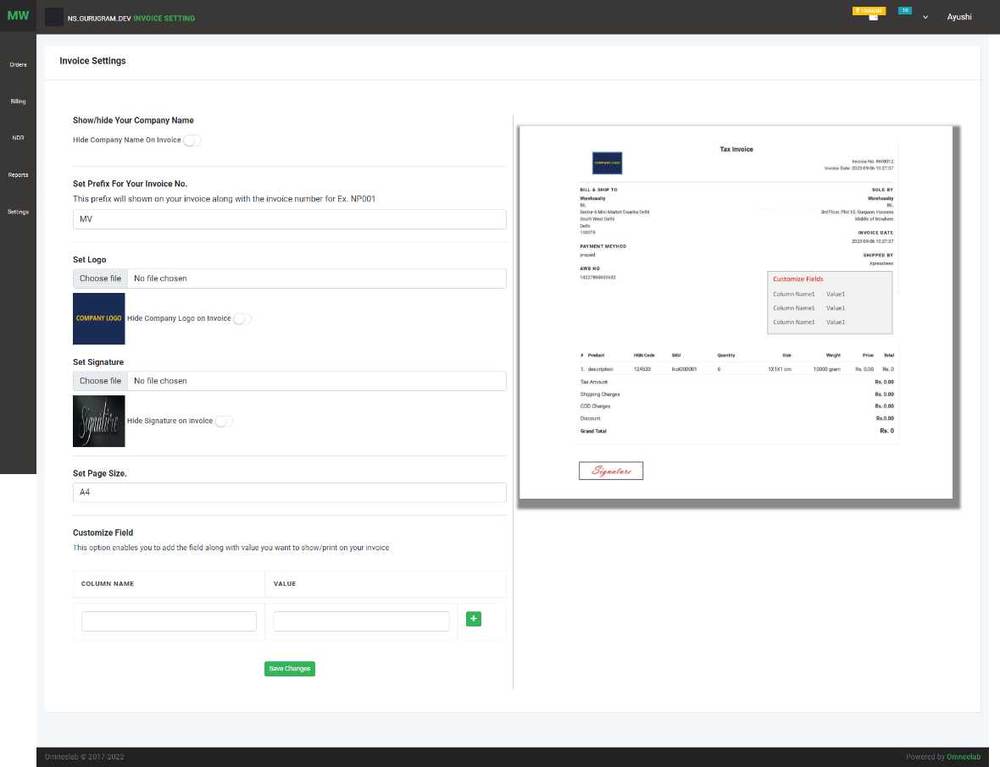 MW
NS_GURUGRAM_DEV INVOICE SETTING
₹ 1000000
10
Ayushi
Orders
Billing
NDR
Reports
Settings
Invoice Settings
Show/hide Your Company Name
Hide Company Name On Invoice
Set Prefix For Your Invoice No.
This prefix will shown on your invoice along with the invoice number for Ex. NP001
MV
Set Logo
Choose file No file chosen
COMPANY LOGO
Hide Company Logo on Invoice
Set Signature
Choose file No file chosen
Signature
Hide Signature on Invoice
Set Page Size.
A4
Customize Field
This option enables you to add the field along with value you want to show/print on your invoice
COLUMN NAME VALUE
+
Save Changes
Tax Invoice
COMPANY LOGO
Invoice No: INV0012
Invoice Date: 2023-09-06 10:27:37
BILL & SHIP TO
Warehousity
BIL
Sector-6 Mini Market Dwarka Delhi
South West Delhi
Delhi
110075
PAYMENT MEYHOD
prepaid
AWB NO
14227890603632
SOLD BY
Warehousity
BIL
3rd Floor, Plot 10, Gurgaon, Haryana
Middle of Nowhere
INVOICE DATE
2023-09-06 10:27:37
SHIPPED BY
Xpressbees
Customize Fields
Column Name1 Value1
Column Name1 Value1
Column Name1 Value1
# Product HSN Code SKU Quantity Size Weight Price Total
1. description 124533 lkol000001 6 1X1X1 cm 10000 gram Rs. 0.00 Rs. 0
Tax Amount Rs. 0.00
Shipping Charges Rs. 0.00
COD Charges Rs. 0.00
Discount Rs.0.00
Grand Total Rs. 0
Signature
Omneelab © 2017-2022
Powered by Omneelab